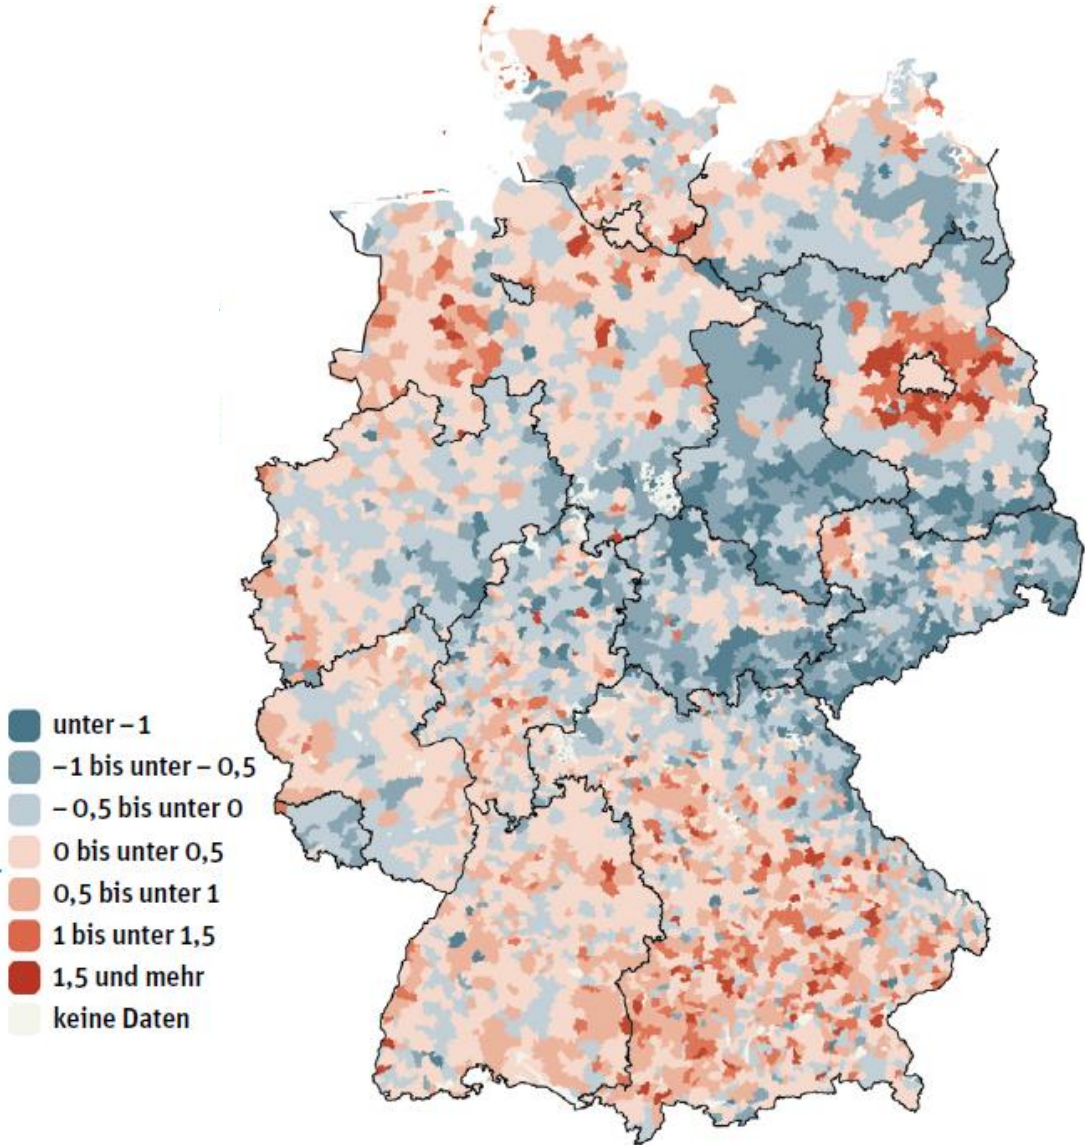 unter – 1
– 1 bis unter – 0,5
– 0,5 bis unter 0
0 bis unter 0,5
0,5 bis unter 1
1 bis unter 1,5
1,5 und mehr
keine Daten